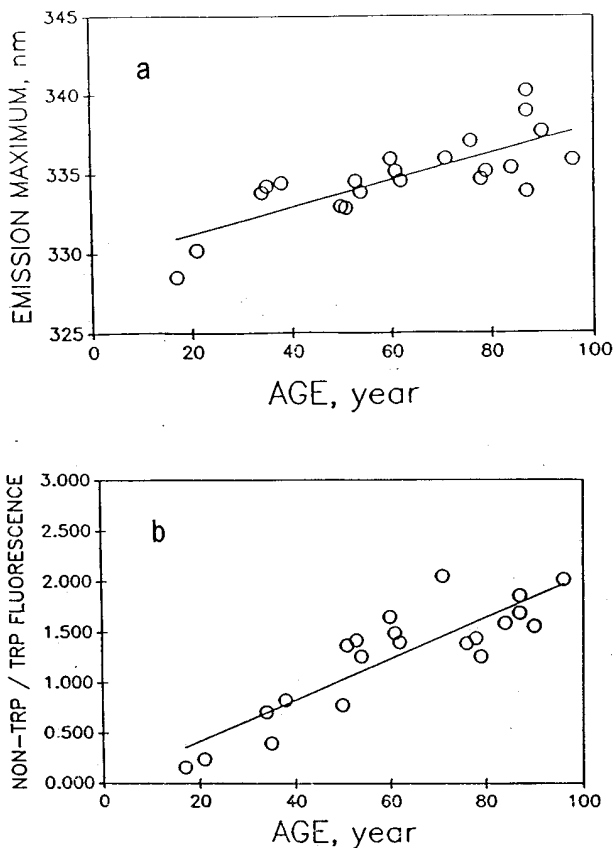 345
340
335
330
325
EMISSION MAXIMUM, nm
a
0 20 40 60 80 100
AGE, year
3.000
2.500
2.000
1.500
1.000
0.500
0.000
NON-TRP / TRP FLUORESCENCE
b
0 20 40 60 80 100
AGE, year